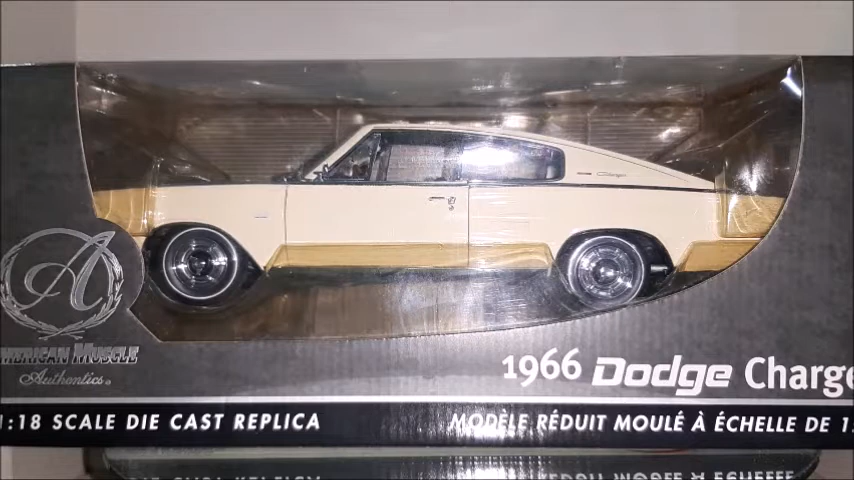 A
AMERICAN MUSCLE
Authentics
1966 Dodge Charge
1:18 SCALE DIE CAST REPLICA
MODÈLE RÉDUIT MOULÉ À ÉCHELLE DE 1: